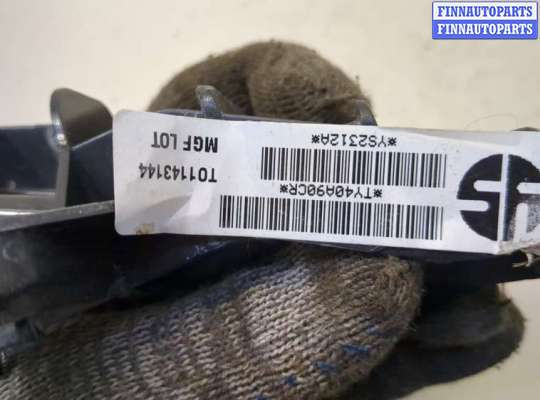 FINNAUTOPARTS
FINNAUTOPARTS
*TY40A90CR*
*YS2312A*
T01143144
MGF LOT